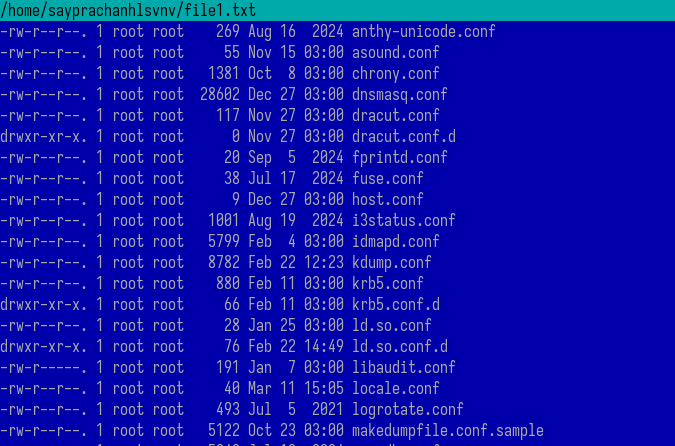 /home/sayprachanhlsvnv/file1.txt
-rw-r--r--. 1 root root    269 Aug 16  2024 anthy-unicode.conf
-rw-r--r--. 1 root root     55 Nov 15 03:00 asound.conf
-rw-r--r--. 1 root root   1381 Oct  8 03:00 chrony.conf
-rw-r--r--. 1 root root  28602 Dec 27 03:00 dnsmasq.conf
-rw-r--r--. 1 root root    117 Nov 27 03:00 dracut.conf
drwxr-xr-x. 1 root root      0 Nov 27 03:00 dracut.conf.d
-rw-r--r--. 1 root root     20 Sep  5  2024 fprintd.conf
-rw-r--r--. 1 root root     38 Jul 17  2024 fuse.conf
-rw-r--r--. 1 root root      9 Dec 27 03:00 host.conf
-rw-r--r--. 1 root root   1001 Aug 19  2024 i3status.conf
-rw-r--r--. 1 root root   5799 Feb  4 03:00 idmapd.conf
-rw-r--r--. 1 root root   8782 Feb 22 12:23 kdump.conf
-rw-r--r--. 1 root root    880 Feb 11 03:00 krb5.conf
drwxr-xr-x. 1 root root     66 Feb 11 03:00 krb5.conf.d
-rw-r--r--. 1 root root     28 Jan 25 03:00 ld.so.conf
drwxr-xr-x. 1 root root     76 Feb 22 14:49 ld.so.conf.d
-rw-r-----. 1 root root    191 Jan  7 03:00 libaudit.conf
-rw-r--r--. 1 root root     40 Mar 11 15:05 locale.conf
-rw-r--r--. 1 root root    493 Jul  5  2021 logrotate.conf
-rw-r--r--. 1 root root   5122 Oct 23 03:00 makedumpfile.conf.sample